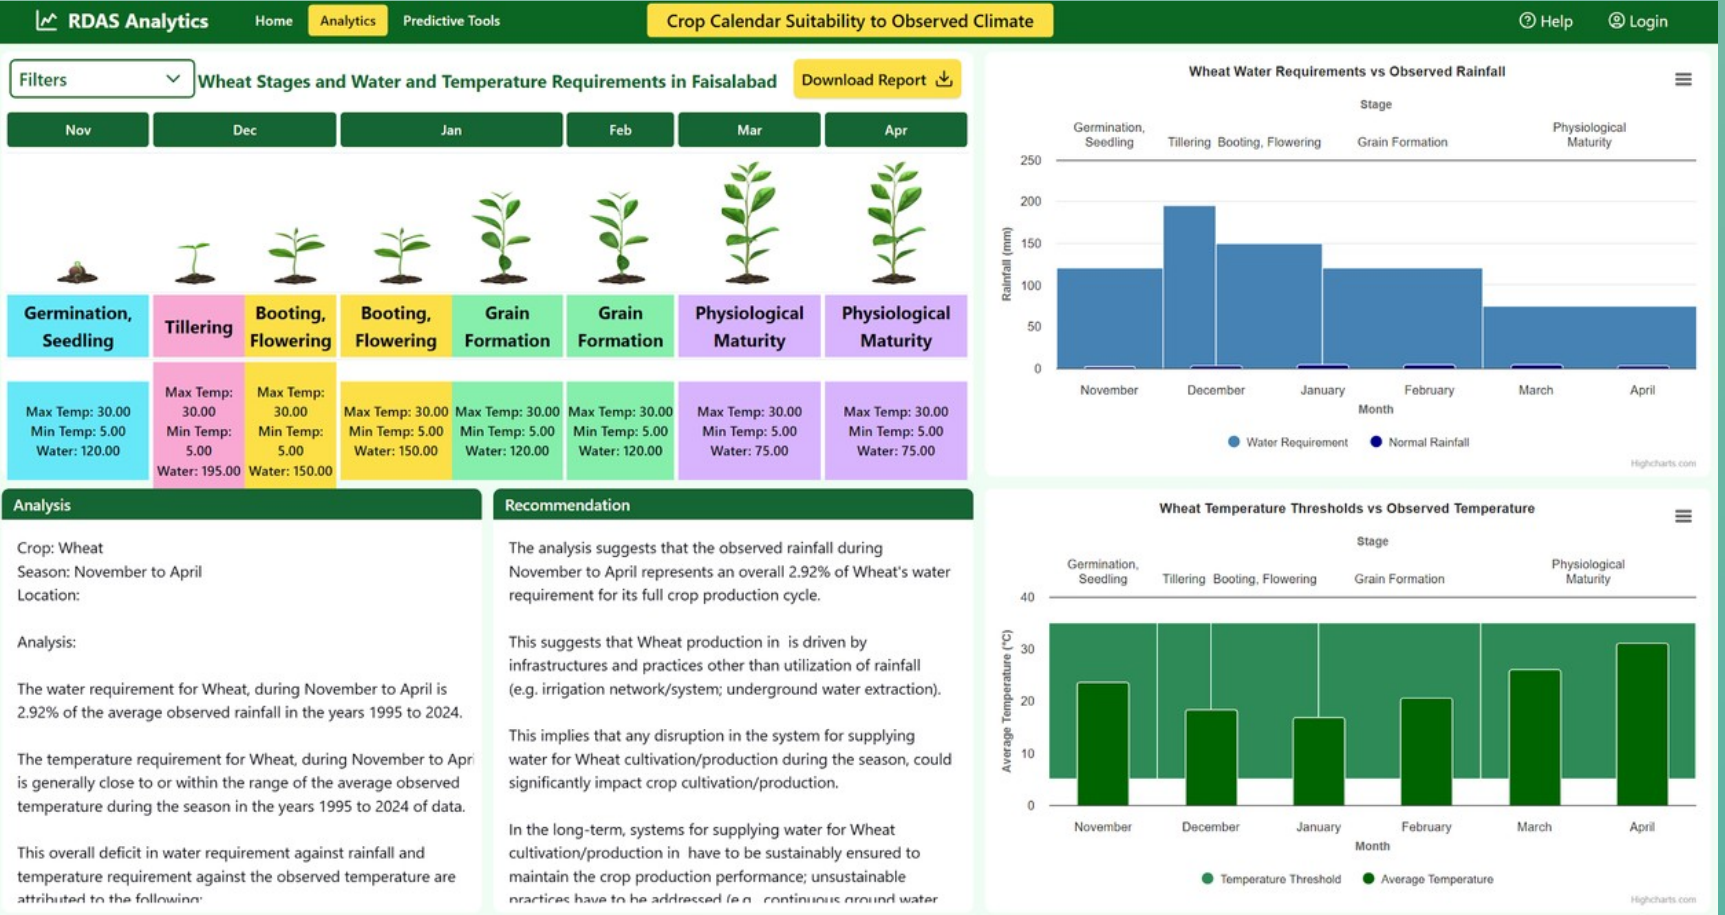 RDAS Analytics
Home
Analytics
Predictive Tools
Crop Calendar Suitability to Observed Climate
Help
Login
Filters
Wheat Stages and Water and Temperature Requirements in Faisalabad
Download Report
Nov
Dec
Jan
Feb
Mar
Apr
Germination,
Seedling
Tillering
Booting,
Flowering
Booting,
Flowering
Grain
Formation
Grain
Formation
Physiological
Maturity
Physiological
Maturity
Max Temp: 30.00
Min Temp: 5.00
Water: 120.00
Max Temp:
30.00
Min Temp:
5.00
Water: 195.00
Max Temp:
30.00
Min Temp:
5.00
Water: 150.00
Max Temp: 30.00
Min Temp: 5.00
Water: 150.00
Max Temp: 30.00
Min Temp: 5.00
Water: 120.00
Max Temp: 30.00
Min Temp: 5.00
Water: 120.00
Max Temp: 30.00
Min Temp: 5.00
Water: 75.00
Max Temp: 30.00
Min Temp: 5.00
Water: 75.00
Analysis
Crop: Wheat
Season: November to April
Location:
Analysis:
The water requirement for Wheat, during November to April is
2.92% of the average observed rainfall in the years 1995 to 2024.
The temperature requirement for Wheat, during November to Apri
is generally close to or within the range of the average observed
temperature during the season in the years 1995 to 2024 of data.
This overall deficit in water requirement against rainfall and
temperature requirement against the observed temperature are
attributed to the following:
Recommendation
The analysis suggests that the observed rainfall during
November to April represents an overall 2.92% of Wheat's water
requirement for its full crop production cycle.
This suggests that Wheat production in is driven by
infrastructures and practices other than utilization of rainfall
(e.g. irrigation network/system; underground water extraction).
This implies that any disruption in the system for supplying
water for Wheat cultivation/production during the season, could
significantly impact crop cultivation/production.
In the long-term, systems for supplying water for Wheat
cultivation/production in have to be sustainably ensured to
maintain the crop production performance; unsustainable
practices have to be addressed (e.g., continuous ground water
Wheat Water Requirements vs Observed Rainfall
Stage
Germination,
Seedling
Tillering
Booting, Flowering
Grain Formation
Physiological
Maturity
250
200
150
100
50
0
Rainfall (mm)
November
December
January
February
March
April
Month
Water Requirement
Normal Rainfall
Highcharts.com
Wheat Temperature Thresholds vs Observed Temperature
Stage
Germination,
Seedling
Tillering
Booting, Flowering
Grain Formation
Physiological
Maturity
40
30
20
10
0
Average Temperature (°C)
November
December
January
February
March
April
Month
Temperature Threshold
Average Temperature
Highcharts.com